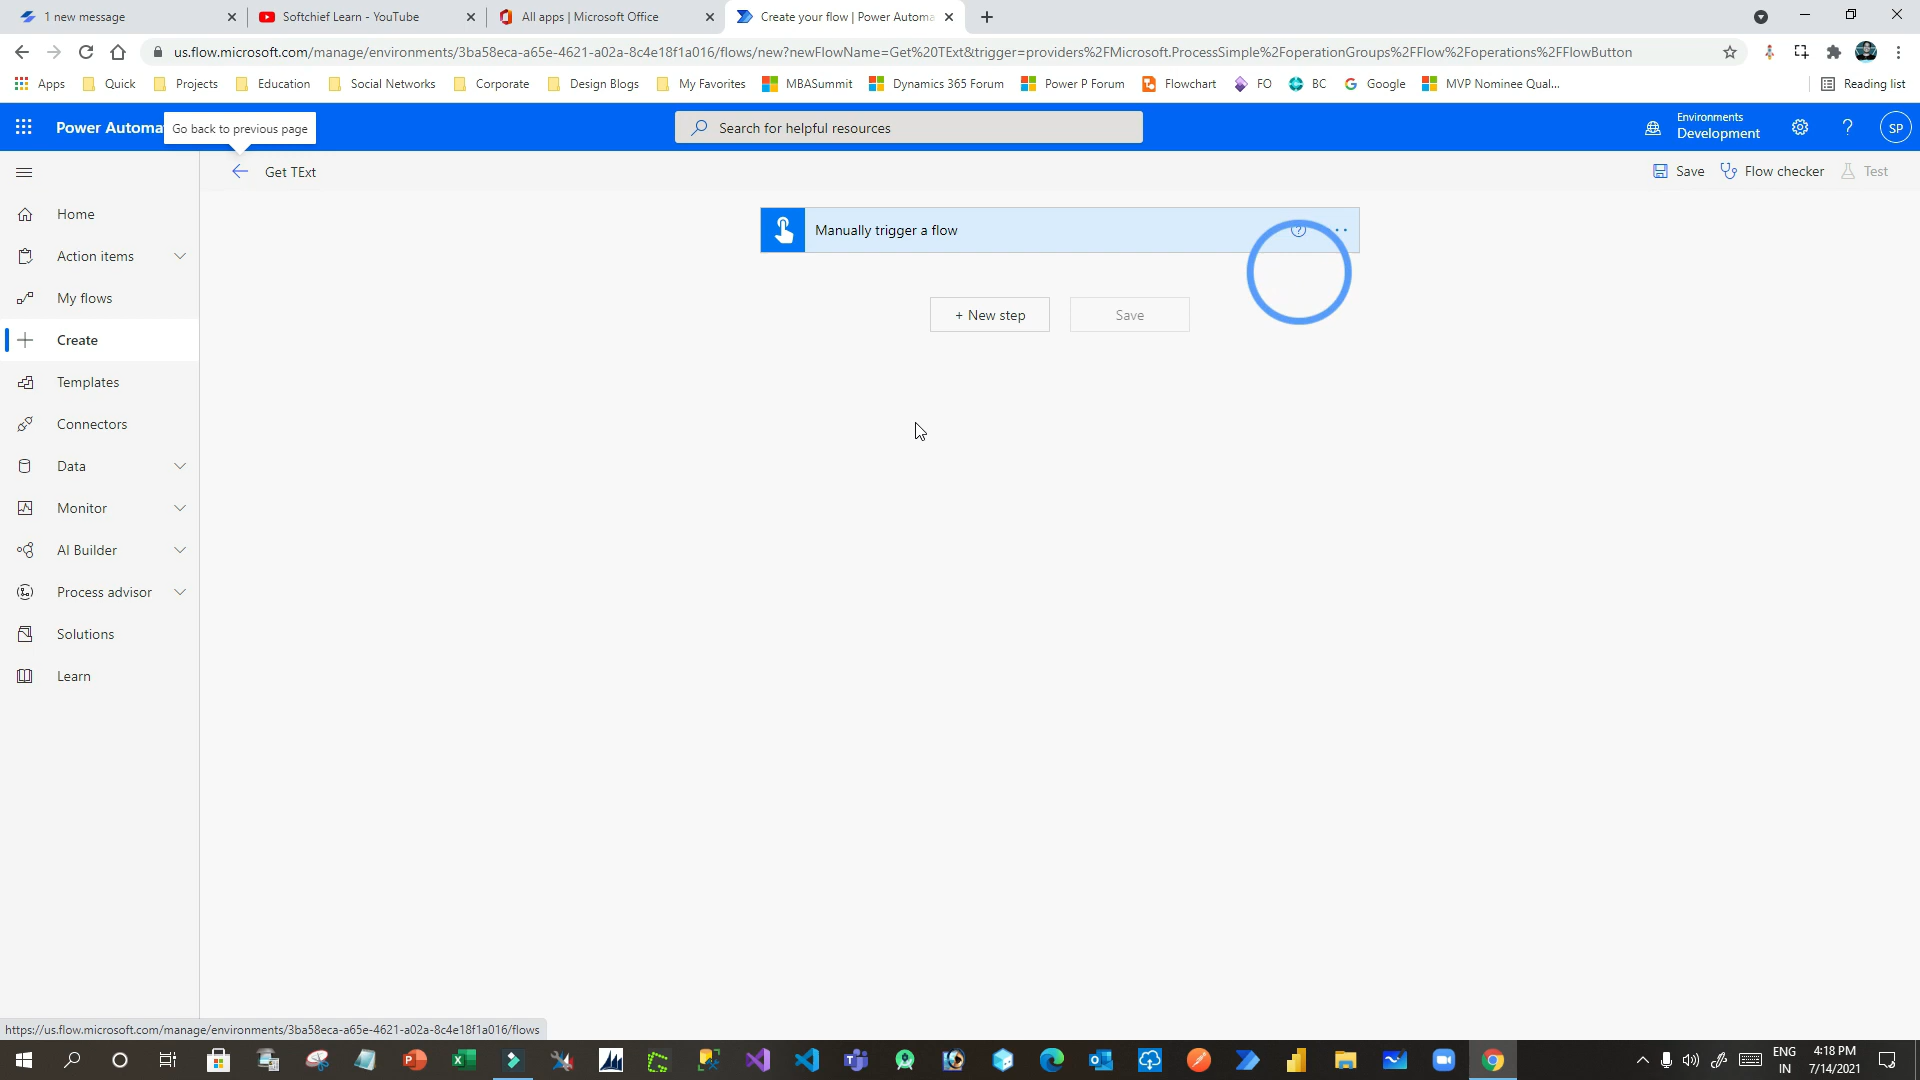 1 new message
Softchief Learn - YouTube
All apps | Microsoft Office
Create your flow | Power Automa
us.flow.microsoft.com/manage/environments/3ba58eca-a65e-4621-a02a-8c4e18f1a016/flows/new?newFlowName=Get%20TExt&trigger=providers%2FMicrosoft.ProcessSimple%2FoperationGroups%2FFlow%2Foperations%2FFlowButton
Apps Quick Projects Education Social Networks Corporate Design Blogs My Favorites MBASummit Dynamics 365 Forum Power P Forum Flowchart FO BC Google MVP Nominee Qual... Reading list
Power Automa
Go back to previous page
Search for helpful resources
Environments
Development
SP
Get TExt
Save Flow checker Test
Home
Action items
My flows
Create
Templates
Connectors
Data
Monitor
AI Builder
Process advisor
Solutions
Learn
Manually trigger a flow
+ New step Save
https://us.flow.microsoft.com/manage/environments/3ba58eca-a65e-4621-a02a-8c4e18f1a016/flows
ENG
IN
4:18 PM
7/14/2021